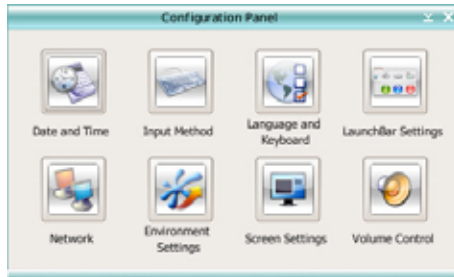 Configuration Panel
Date and Time
Input Method
Language and
Keyboard
LaunchBar Settings
Network
Environment
Settings
Screen Settings
Volume Control